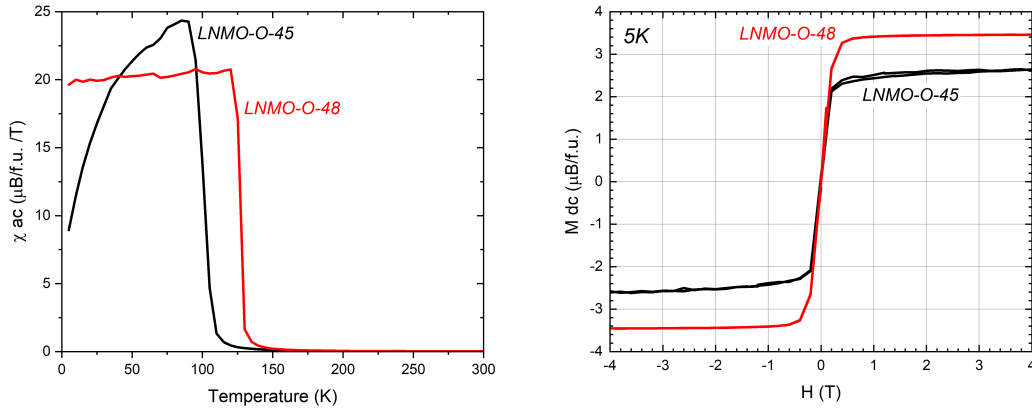 LNMO-O-45
LNMO-O-48
χ ac (μB/f.u. /T)
25
20
15
10
5
0
0 50 100 150 200 250 300
Temperature (K)
5K
LNMO-O-48
LNMO-O-45
M dc (μB/f.u.)
4
3
2
1
0
-1
-2
-3
-4
-4 -3 -2 -1 0 1 2 3 4
H (T)